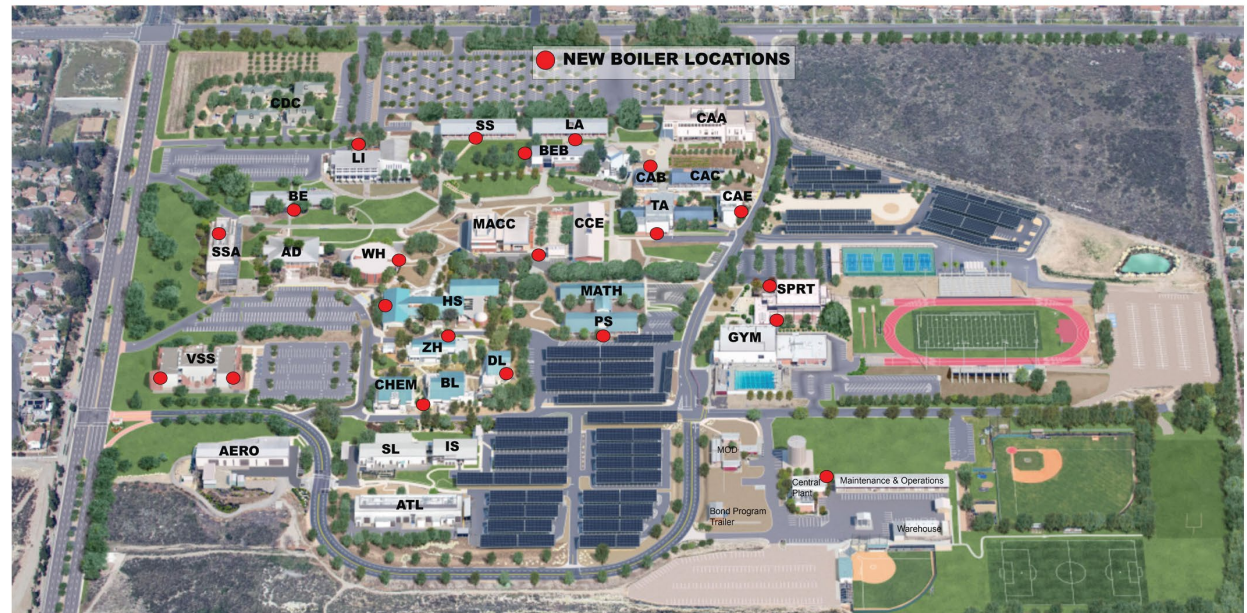 NEW BOILER LOCATIONS
CDC
SS
LA
CAA
LI
BEB
CAB
CAC
BE
TA
CAE
SSA
AD
WH
MACC
CCE
HS
MATH
SPRT
PS
GYM
ZH
VSS
DL
CHEM
BL
AERO
SL
IS
MOD
Central
Plant
Maintenance & Operations
ATL
Bond Program
Trailer
Warehouse